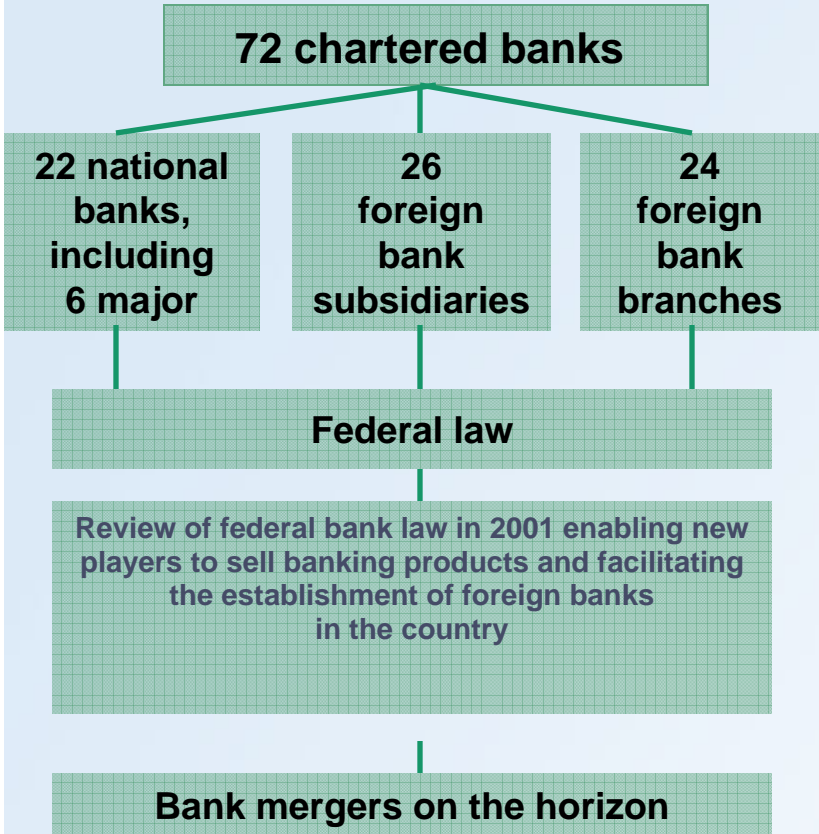 72 chartered banks
22 national
banks,
including
6 major
26
foreign
bank
subsidiaries
24
foreign
bank
branches
Federal law
Review of federal bank law in 2001 enabling new
players to sell banking products and facilitating
the establishment of foreign banks
in the country
Bank mergers on the horizon